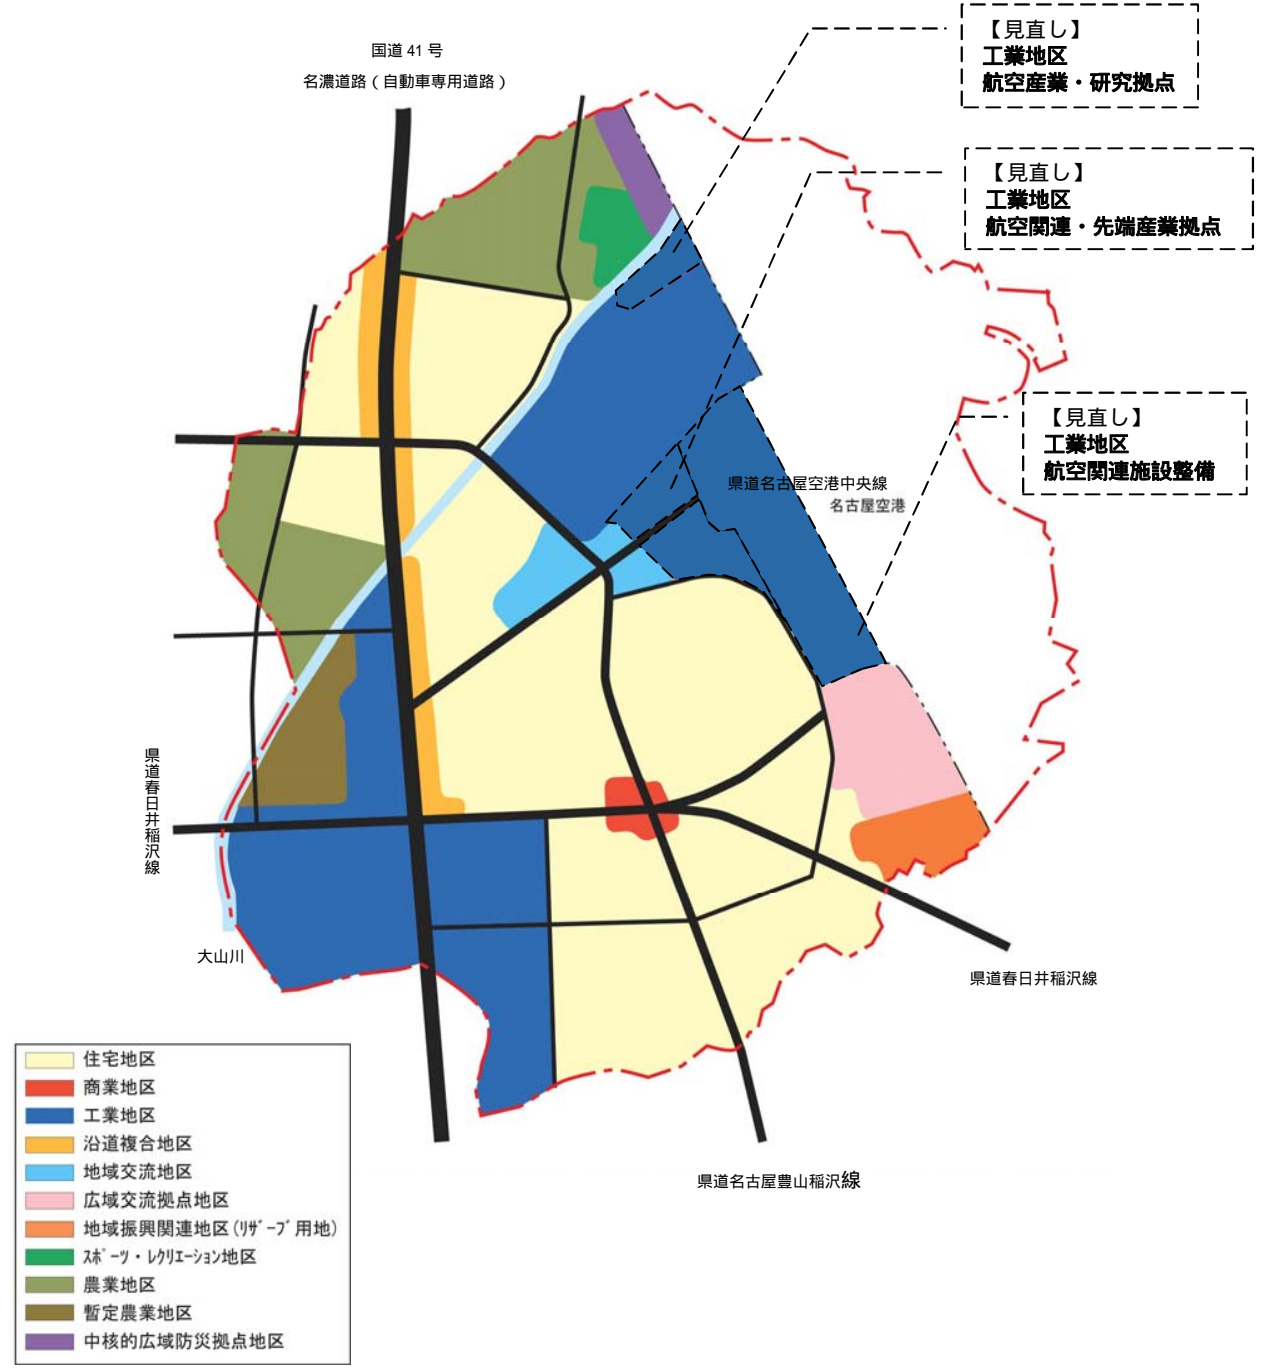 国道 41 号
名濃道路（自動車専用道路）
【見直し】
工業地区
航空産業・研究拠点
【見直し】
工業地区
航空関連・先端産業拠点
【見直し】
工業地区
航空関連施設整備
県道名古屋空港中央線
名古屋空港
県道春日井稲沢線
大山川
県道春日井稲沢線
県道名古屋豊山稲沢線
住宅地区
商業地区
工業地区
沿道複合地区
地域交流地区
広域交流拠点地区
地域振興関連地区(ﾘｻﾞｰﾌﾞ用地)
ｽﾎﾟｰﾂ・ﾚｸﾘｴｰｼｮﾝ地区
農業地区
暫定農業地区
中核的広域防災拠点地区